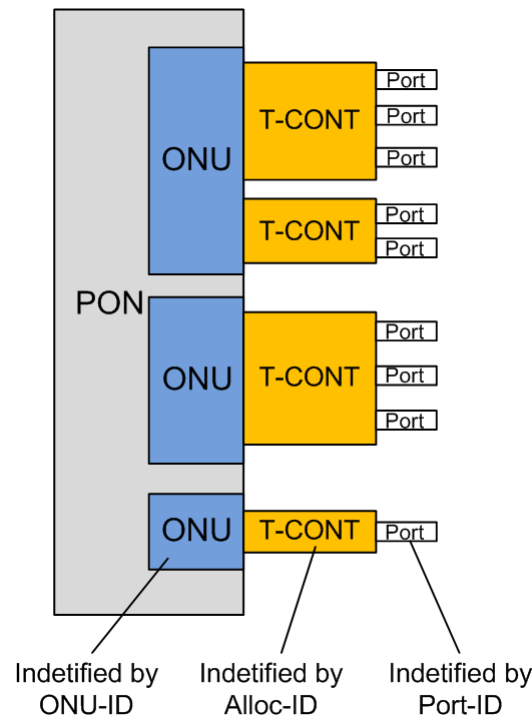 Port
T-CONT
Port
ONU
Port
Port
T-CONT
Port
PON
Port
ONU
T-CONT
Port
Port
ONU
T-CONT
Port
Indetified by
ONU-ID
Indetified by
Alloc-ID
Indetified by
Port-ID